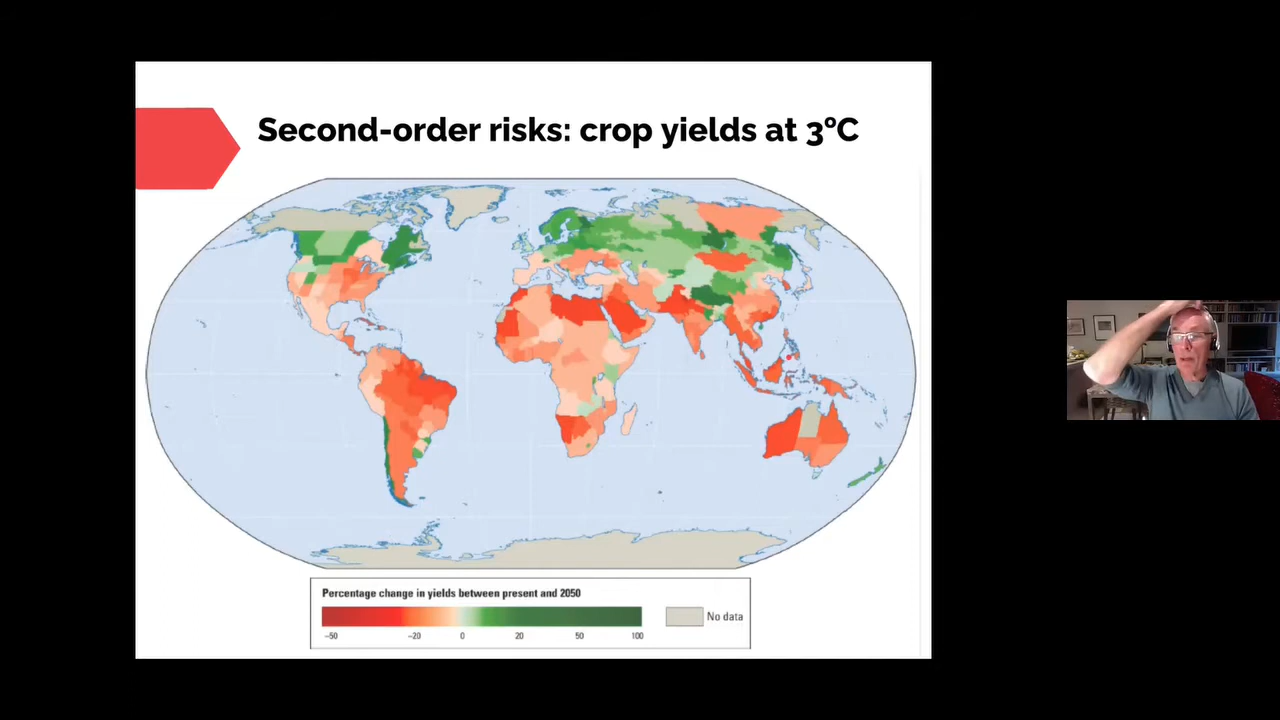 Second-order risks: crop yields at 3°C
Percentage change in yields between present and 2050
−50 −20 0 20 50 100
No data